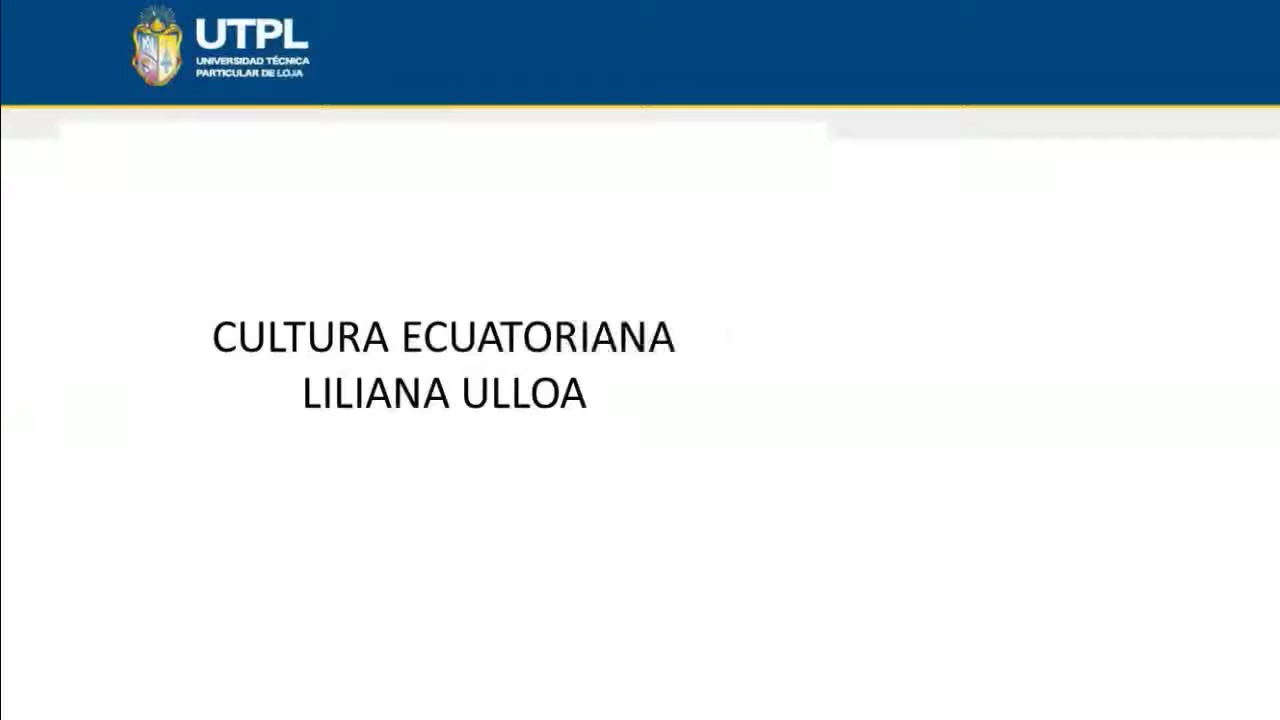 UTPL
UNIVERSIDAD TÉCNICA
PARTICULAR DE LOJA
CULTURA ECUATORIANA
LILIANA ULLOA